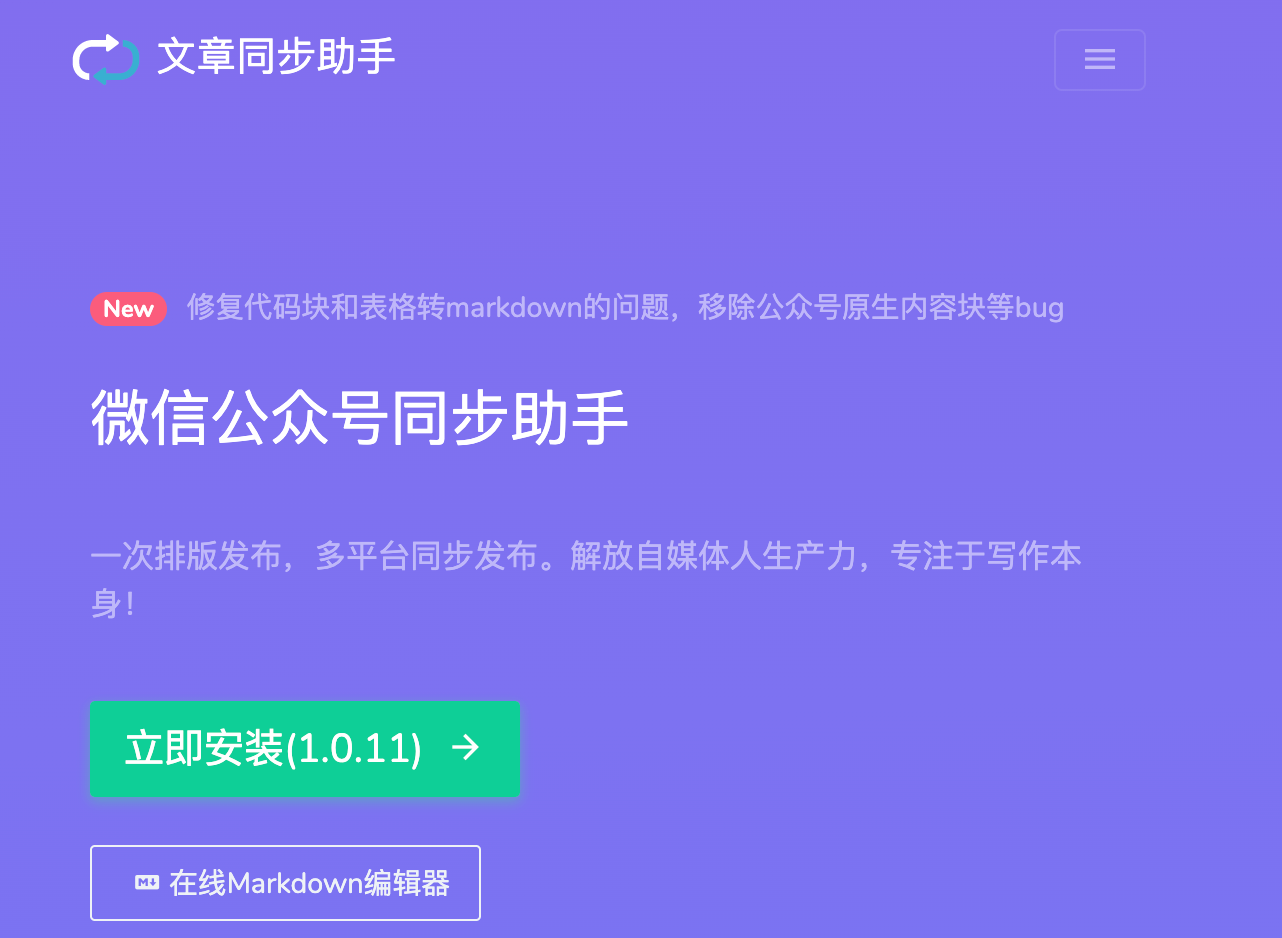 文章同步助手
New 修复代码块和表格转markdown的问题，移除公众号原生内容块等bug
微信公众号同步助手
一次排版发布，多平台同步发布。解放自媒体人生产力，专注于写作本
身！
立即安装(1.0.11) →
M↓ 在线Markdown编辑器